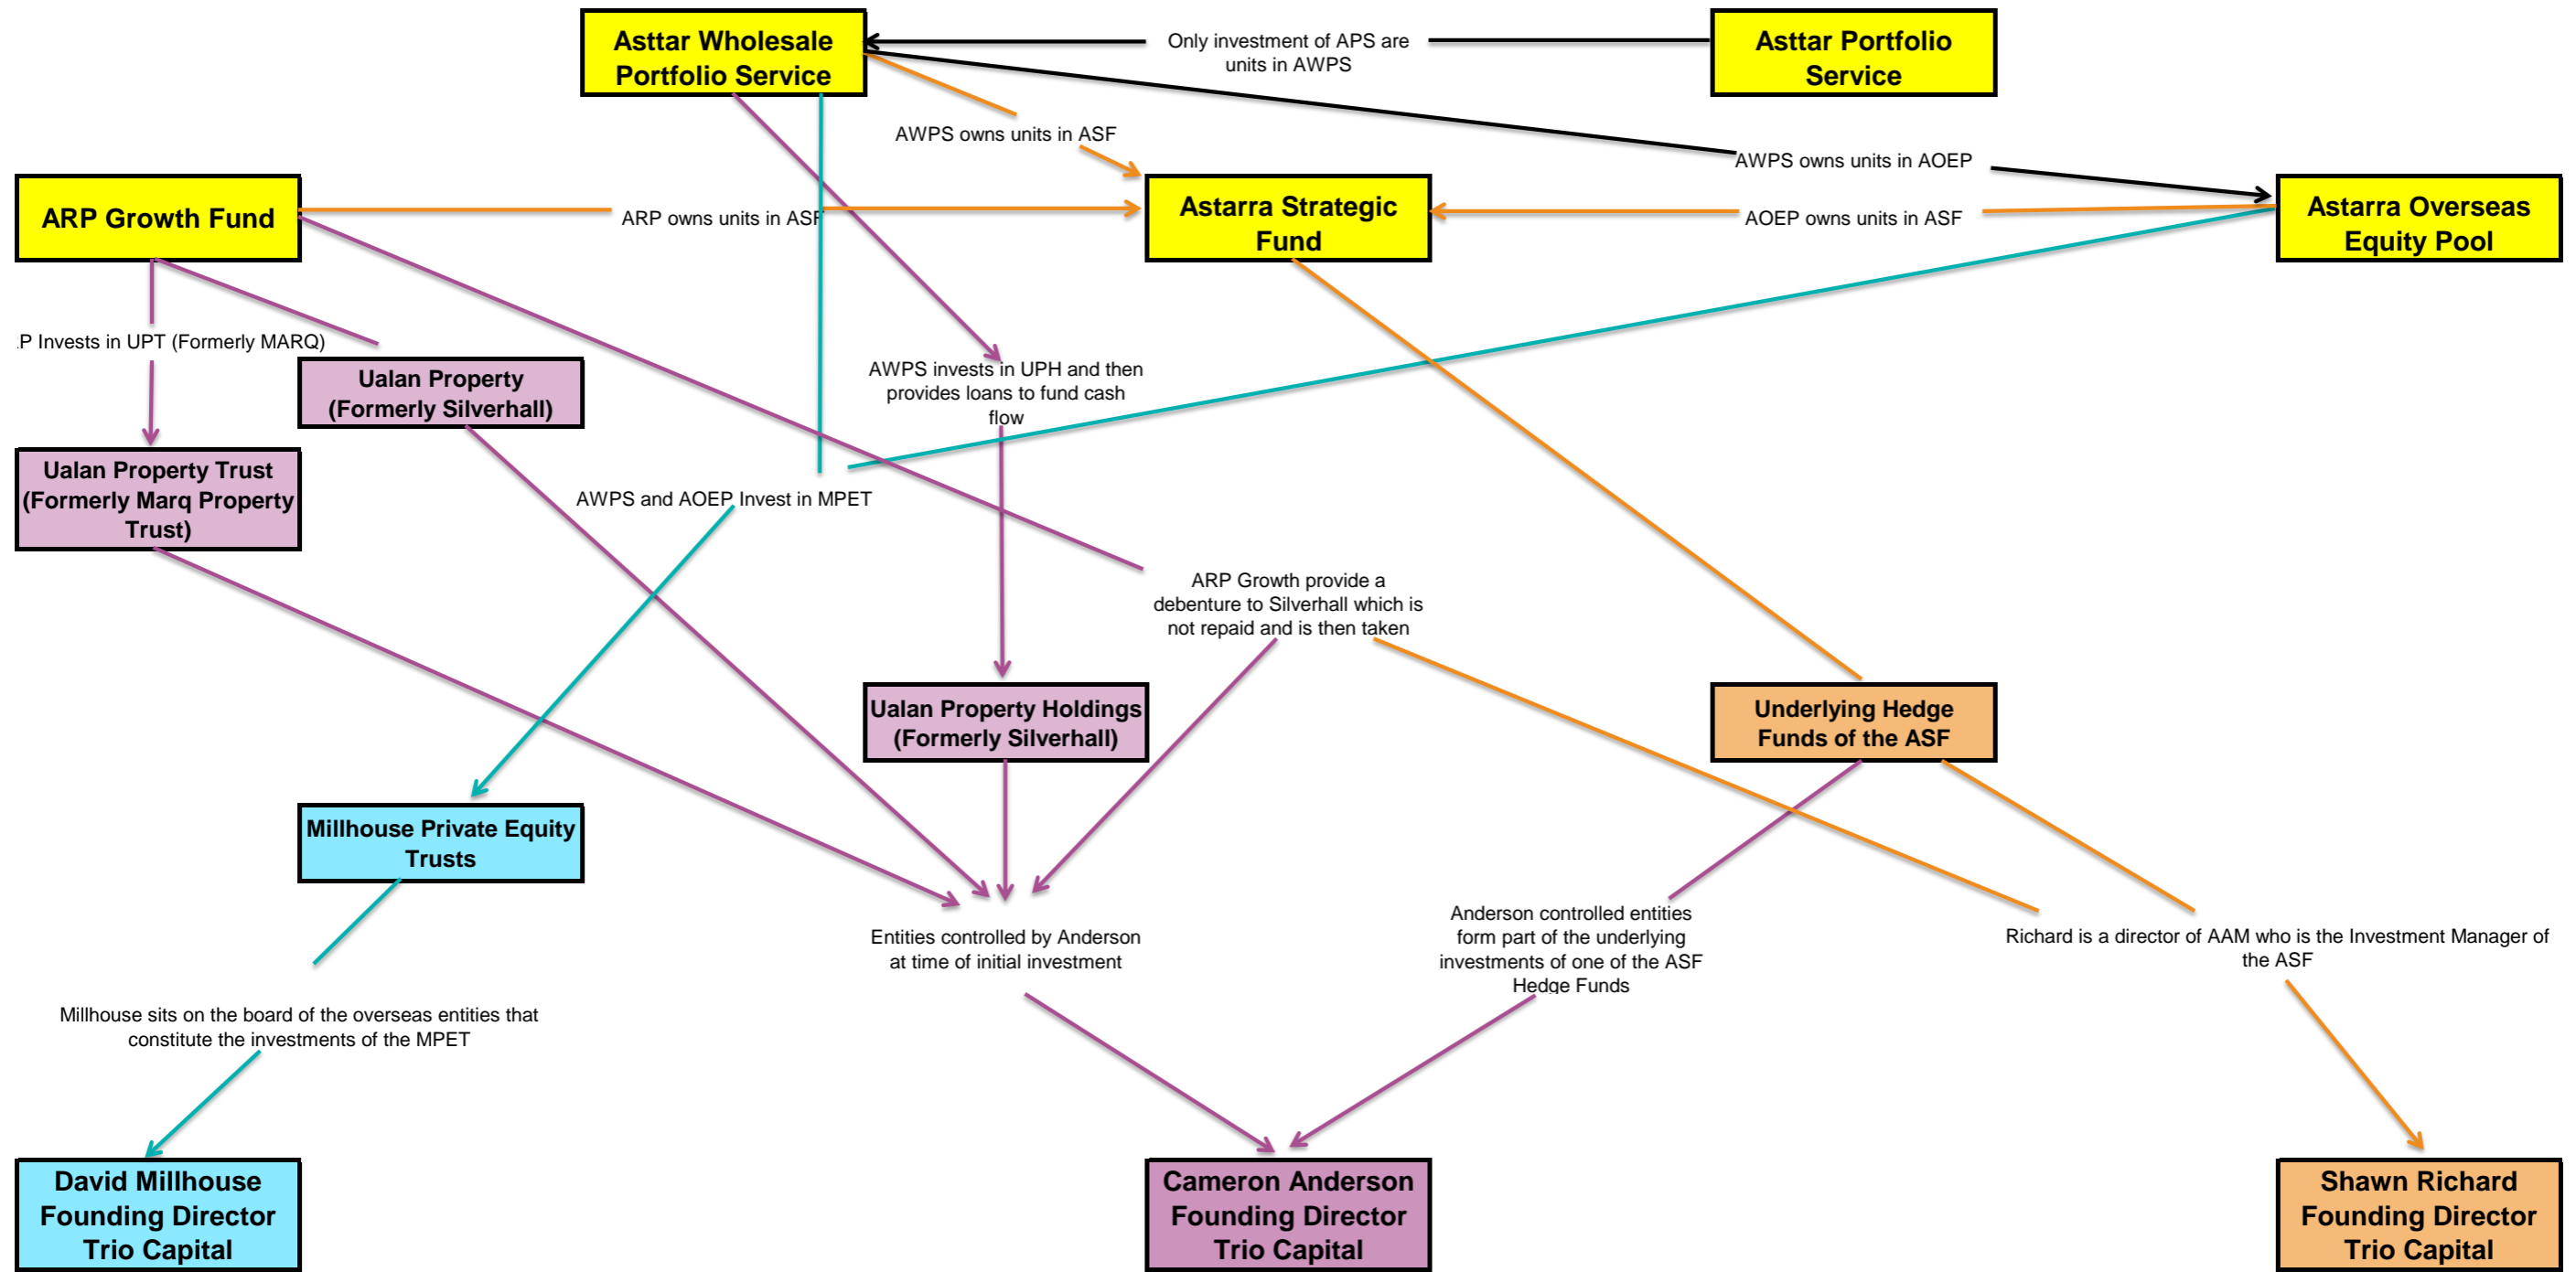 Asttar Wholesale
Portfolio Service
Only investment of APS are
units in AWPS
Asttar Portfolio
Service
AWPS owns units in ASF
AWPS owns units in AOEP
ARP Growth Fund
ARP owns units in ASF
Astarra Strategic
Fund
AOEP owns units in ASF
Astarra Overseas
Equity Pool
P Invests in UPT (Formerly MARQ)
Ualan Property
(Formerly Silverhall)
AWPS invests in UPH and then
provides loans to fund cash
flow
Ualan Property Trust
(Formerly Marq Property
Trust)
AWPS and AOEP Invest in MPET
ARP Growth provide a
debenture to Silverhall which is
not repaid and is then taken
Ualan Property Holdings
(Formerly Silverhall)
Underlying Hedge
Funds of the ASF
Millhouse Private Equity
Trusts
Entities controlled by Anderson
at time of initial investment
Anderson controlled entities
form part of the underlying
investments of one of the ASF
Hedge Funds
Richard is a director of AAM who is the Investment Manager of
the ASF
Millhouse sits on the board of the overseas entities that
constitute the investments of the MPET
David Millhouse
Founding Director
Trio Capital
Cameron Anderson
Founding Director
Trio Capital
Shawn Richard
Founding Director
Trio Capital